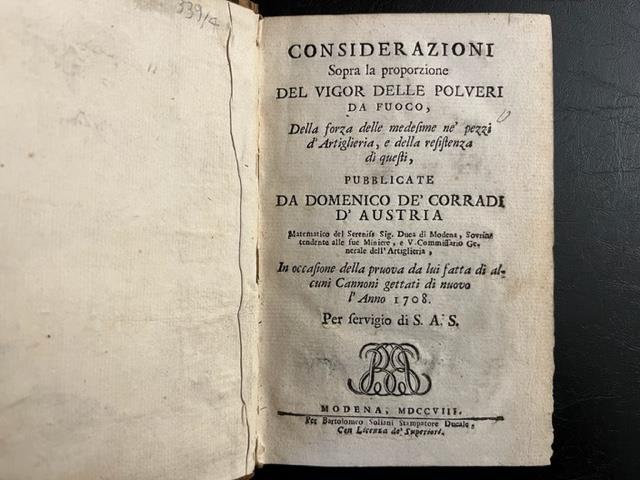 339/4
CONSIDERAZIONI
Sopra la proporzione
DEL VIGOR DELLE POLVERI
DA FUOCO,
Della forza delle medesime ne' pezzi
d'Artiglieria, e della resistenza
di questi,
PUBBLICATE
DA DOMENICO DE' CORRADI
D' AUSTRIA
Matematico del Sereniss Sig. Duca di Modena, Sovrin-
tendente alle sue Miniere, e V. Commissario Ge-
nerale dell'Artiglieria,
In occasione della pruova da lui fatta di al-
cuni Cannoni gettati di nuovo
l' Anno 1708.
Per servigio di S. A. S.
MODENA, MDCCVIII.
Per Bartolomeo Soliani Stampatore Ducale,
Con Licenza de' Superiori.